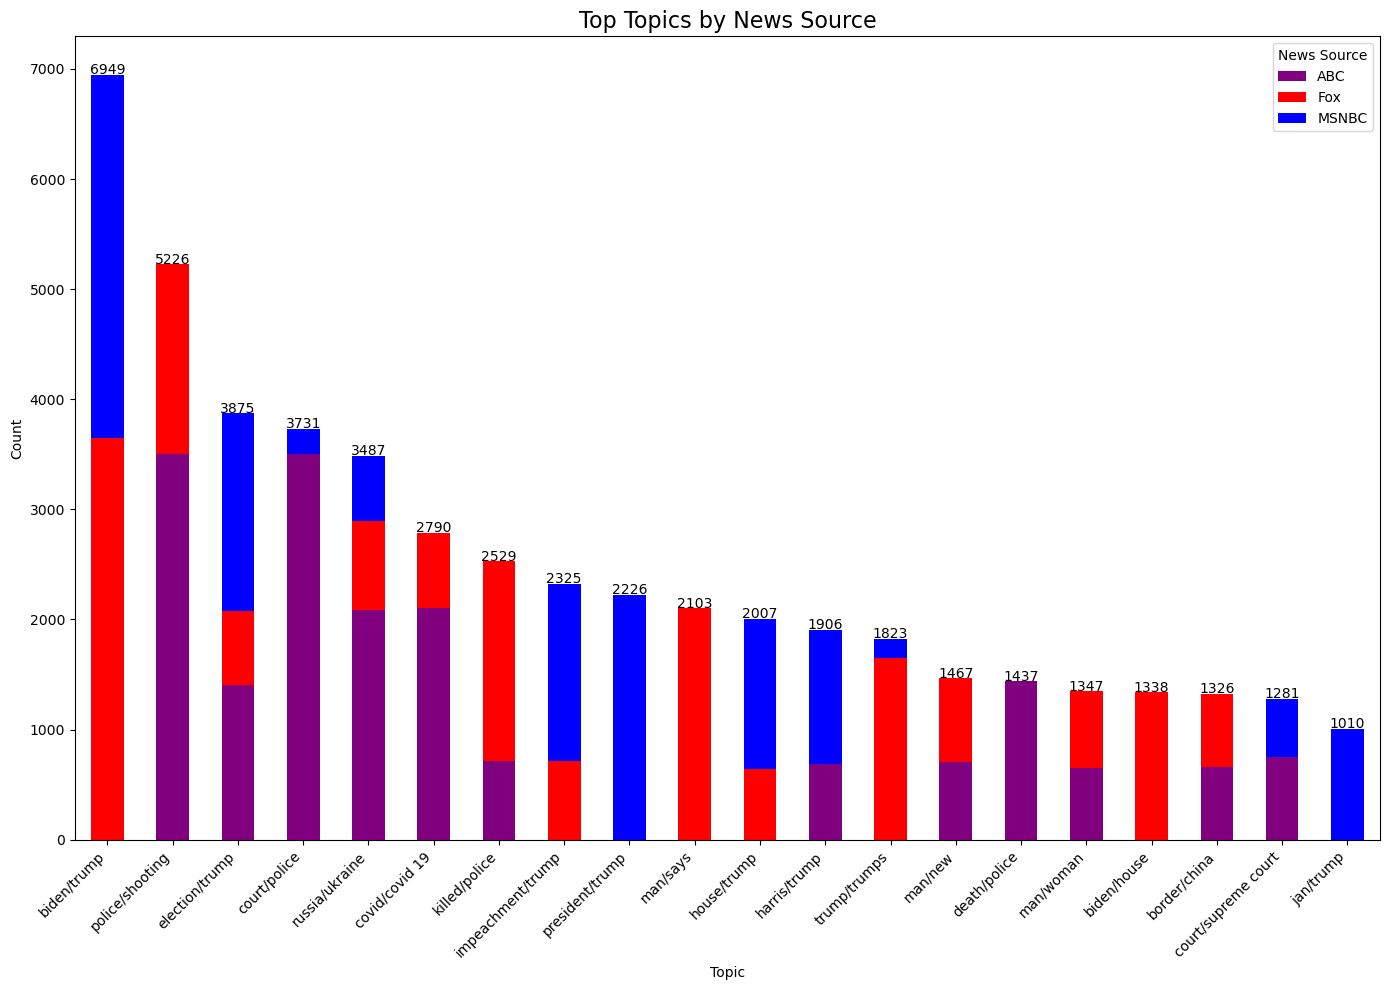 Top Topics by News Source
News Source
ABC
Fox
MSNBC
7000
6000
5000
4000
3000
2000
1000
0
Count
6949
5226
3875
3731
3487
2790
2529
2325
2226
2103
2007
1906
1823
1467
1437
1347
1338
1326
1281
1010
biden/trump
police/shooting
election/trump
court/police
russia/ukraine
covid/covid 19
killed/police
impeachment/trump
president/trump
man/says
house/trump
harris/trump
trump/trumps
man/new
death/police
man/woman
biden/house
border/china
court/supreme court
jan/trump
Topic